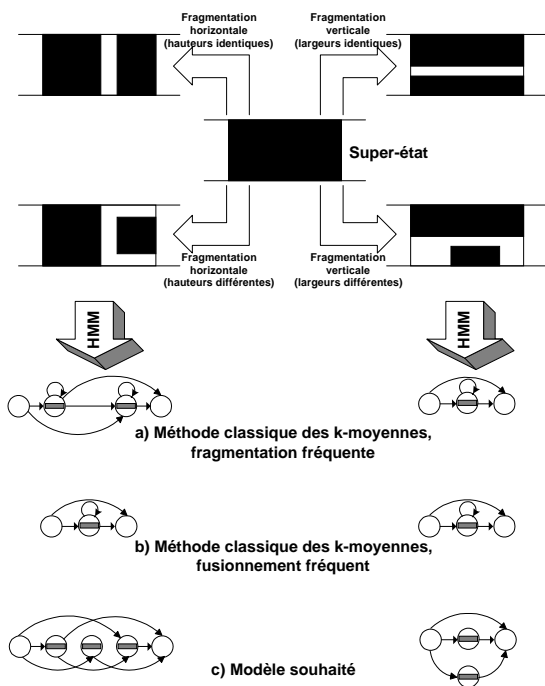 Fragmentation
horizontale
(hauteurs identiques)
Fragmentation
verticale
(largeurs identiques)
Super-état
Fragmentation
horizontale
(hauteurs différentes)
Fragmentation
verticale
(largeurs différentes)
HMM
HMM
a) Méthode classique des k-moyennes,
fragmentation fréquente
b) Méthode classique des k-moyennes,
fusionnement fréquent
c) Modèle souhaité